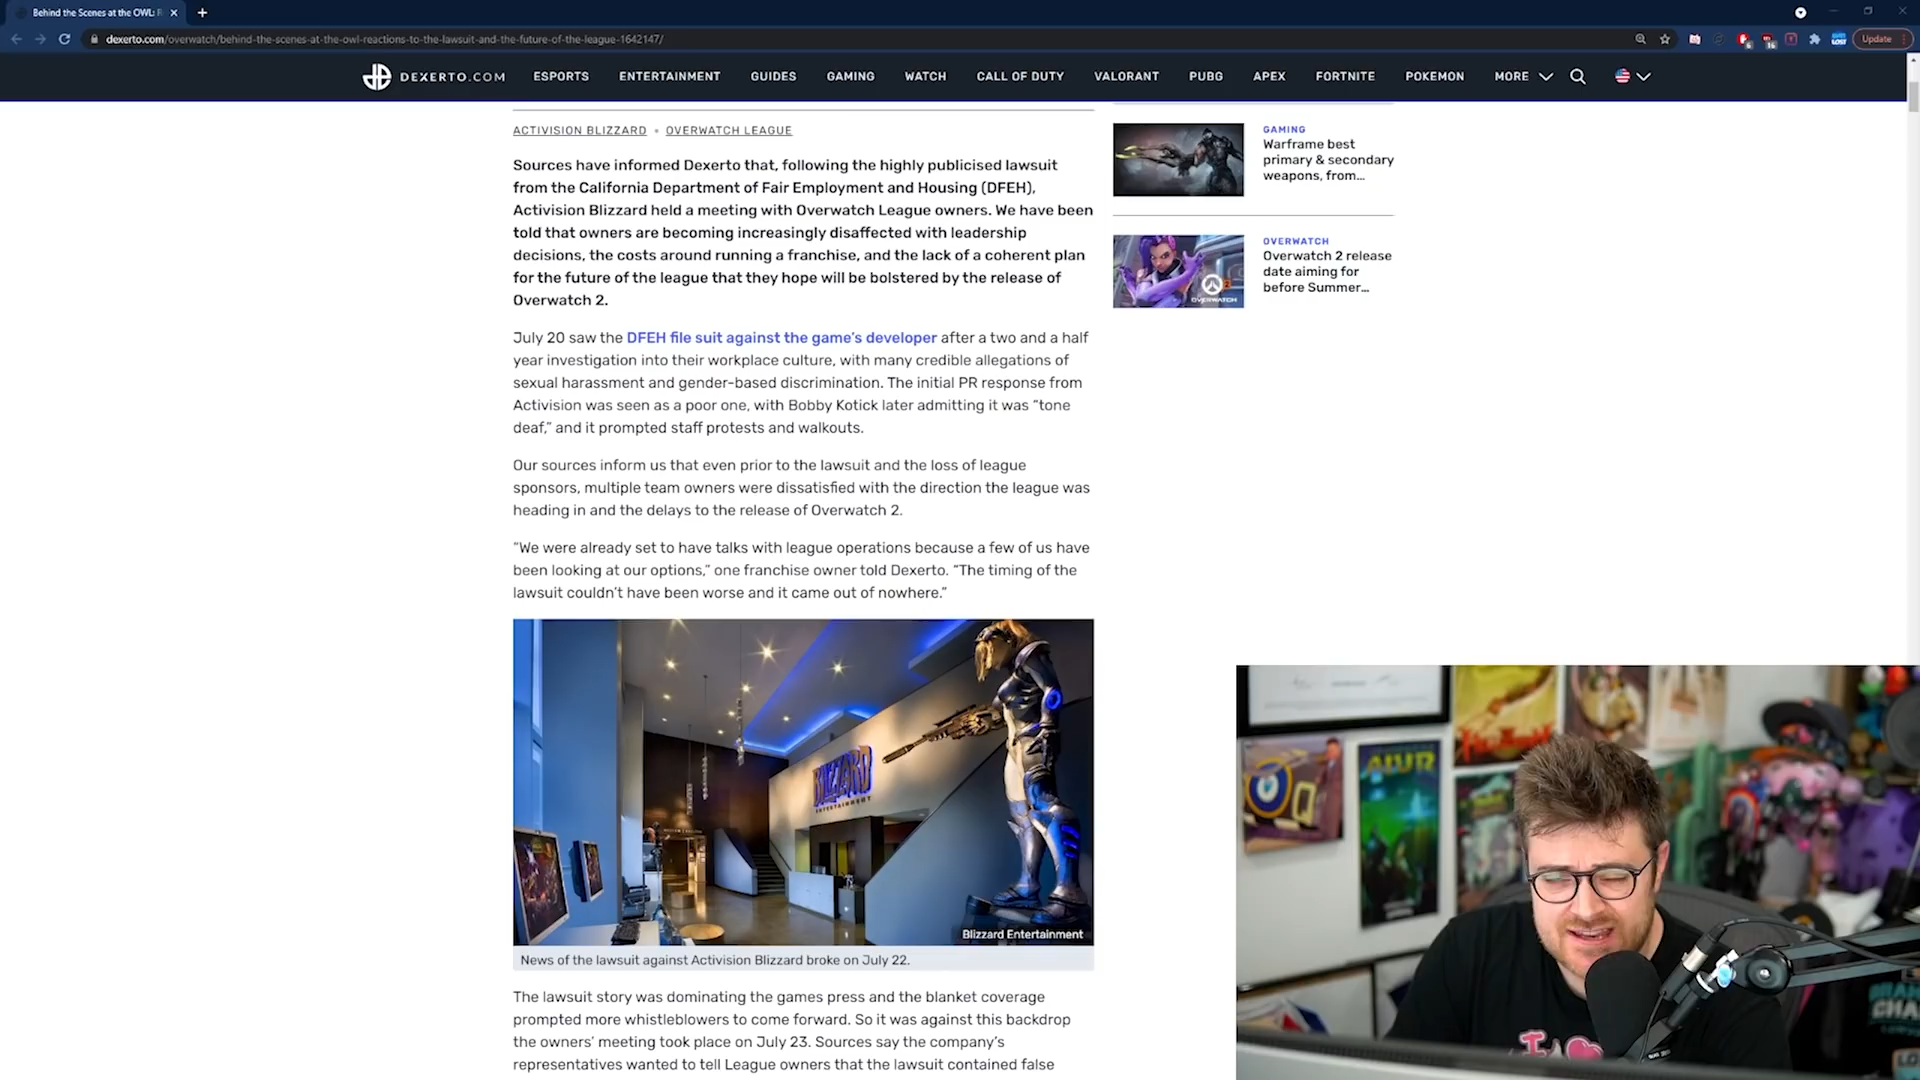 Behind the Scenes at the OWL: R
dexerto.com/overwatch/behind-the-scenes-at-the-owl-reactions-to-the-lawsuit-and-the-future-of-the-league-1642147/
Update
DEXERTO.COM
ESPORTS
ENTERTAINMENT
GUIDES
GAMING
WATCH
CALL OF DUTY
VALORANT
PUBG
APEX
FORTNITE
POKEMON
MORE
ACTIVISION BLIZZARD • OVERWATCH LEAGUE
Sources have informed Dexerto that, following the highly publicised lawsuit
from the California Department of Fair Employment and Housing (DFEH),
Activision Blizzard held a meeting with Overwatch League owners. We have been
told that owners are becoming increasingly disaffected with leadership
decisions, the costs around running a franchise, and the lack of a coherent plan
for the future of the league that they hope will be bolstered by the release of
Overwatch 2.
July 20 saw the DFEH file suit against the game's developer after a two and a half
year investigation into their workplace culture, with many credible allegations of
sexual harassment and gender-based discrimination. The initial PR response from
Activision was seen as a poor one, with Bobby Kotick later admitting it was “tone
deaf,” and it prompted staff protests and walkouts.
Our sources inform us that even prior to the lawsuit and the loss of league
sponsors, multiple team owners were dissatisfied with the direction the league was
heading in and the delays to the release of Overwatch 2.
“We were already set to have talks with league operations because a few of us have
been looking at our options,” one franchise owner told Dexerto. “The timing of the
lawsuit couldn't have been worse and it came out of nowhere.”
BLIZZARD
ENTERTAINMENT
Blizzard Entertainment
News of the lawsuit against Activision Blizzard broke on July 22.
The lawsuit story was dominating the games press and the blanket coverage
prompted more whistleblowers to come forward. So it was against this backdrop
the owners' meeting took place on July 23. Sources say the company's
representatives wanted to tell League owners that the lawsuit contained false
GAMING
Warframe best
primary & secondary
weapons, from...
OVERWATCH
Overwatch 2 release
date aiming for
before Summer...
OVERWATCH